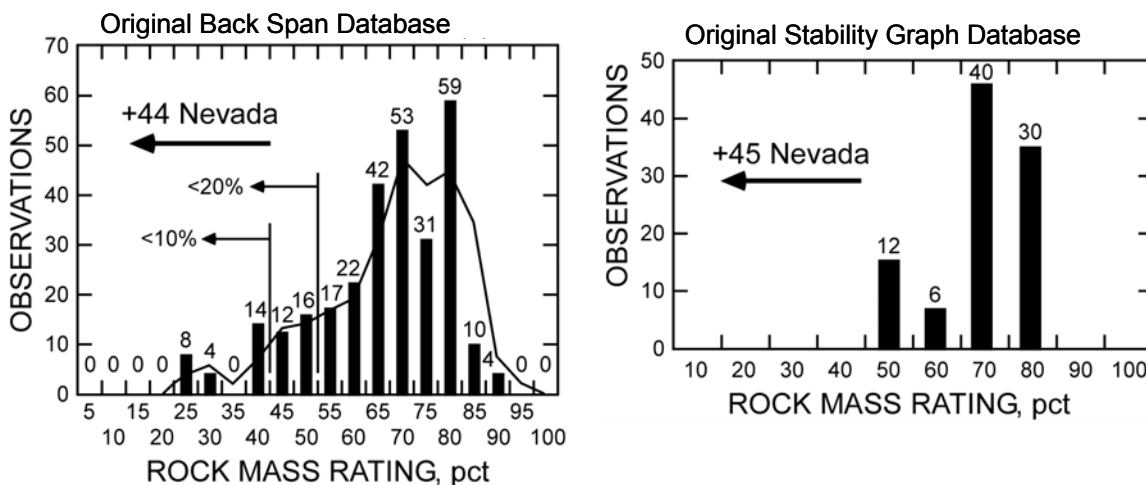 Original Back Span Database
70
60
50
40
30
20
10
0
OBSERVATIONS
+44 Nevada
<20%
<10%
0 0 0 0 8 4 0 14 12 16 17 22 42 53 31 59 10 4 0 0
5 15 25 35 45 55 65 75 85 95
10 20 30 40 50 60 70 80 90 100
ROCK MASS RATING, pct
Original Stability Graph Database
50
40
30
20
10
0
OBSERVATIONS
+45 Nevada
12 6 40 30
10 20 30 40 50 60 70 80 90 100
ROCK MASS RATING, pct